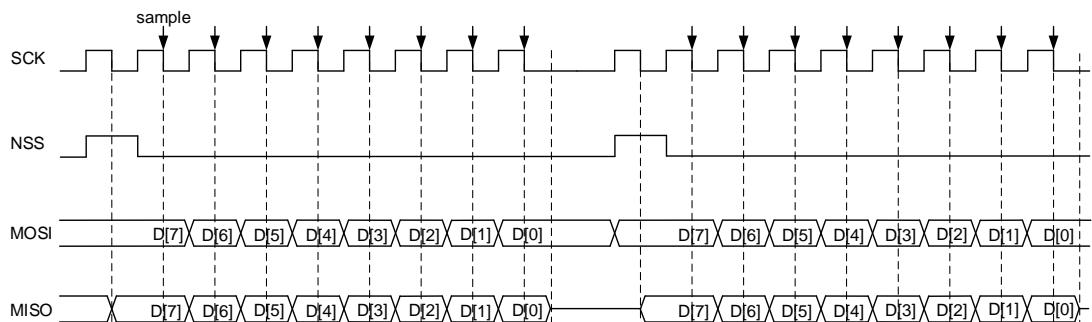 sample
SCK
NSS
MOSI D[7] D[6] D[5] D[4] D[3] D[2] D[1] D[0] D[7] D[6] D[5] D[4] D[3] D[2] D[1] D[0]
MISO D[7] D[6] D[5] D[4] D[3] D[2] D[1] D[0] D[7] D[6] D[5] D[4] D[3] D[2] D[1] D[0]